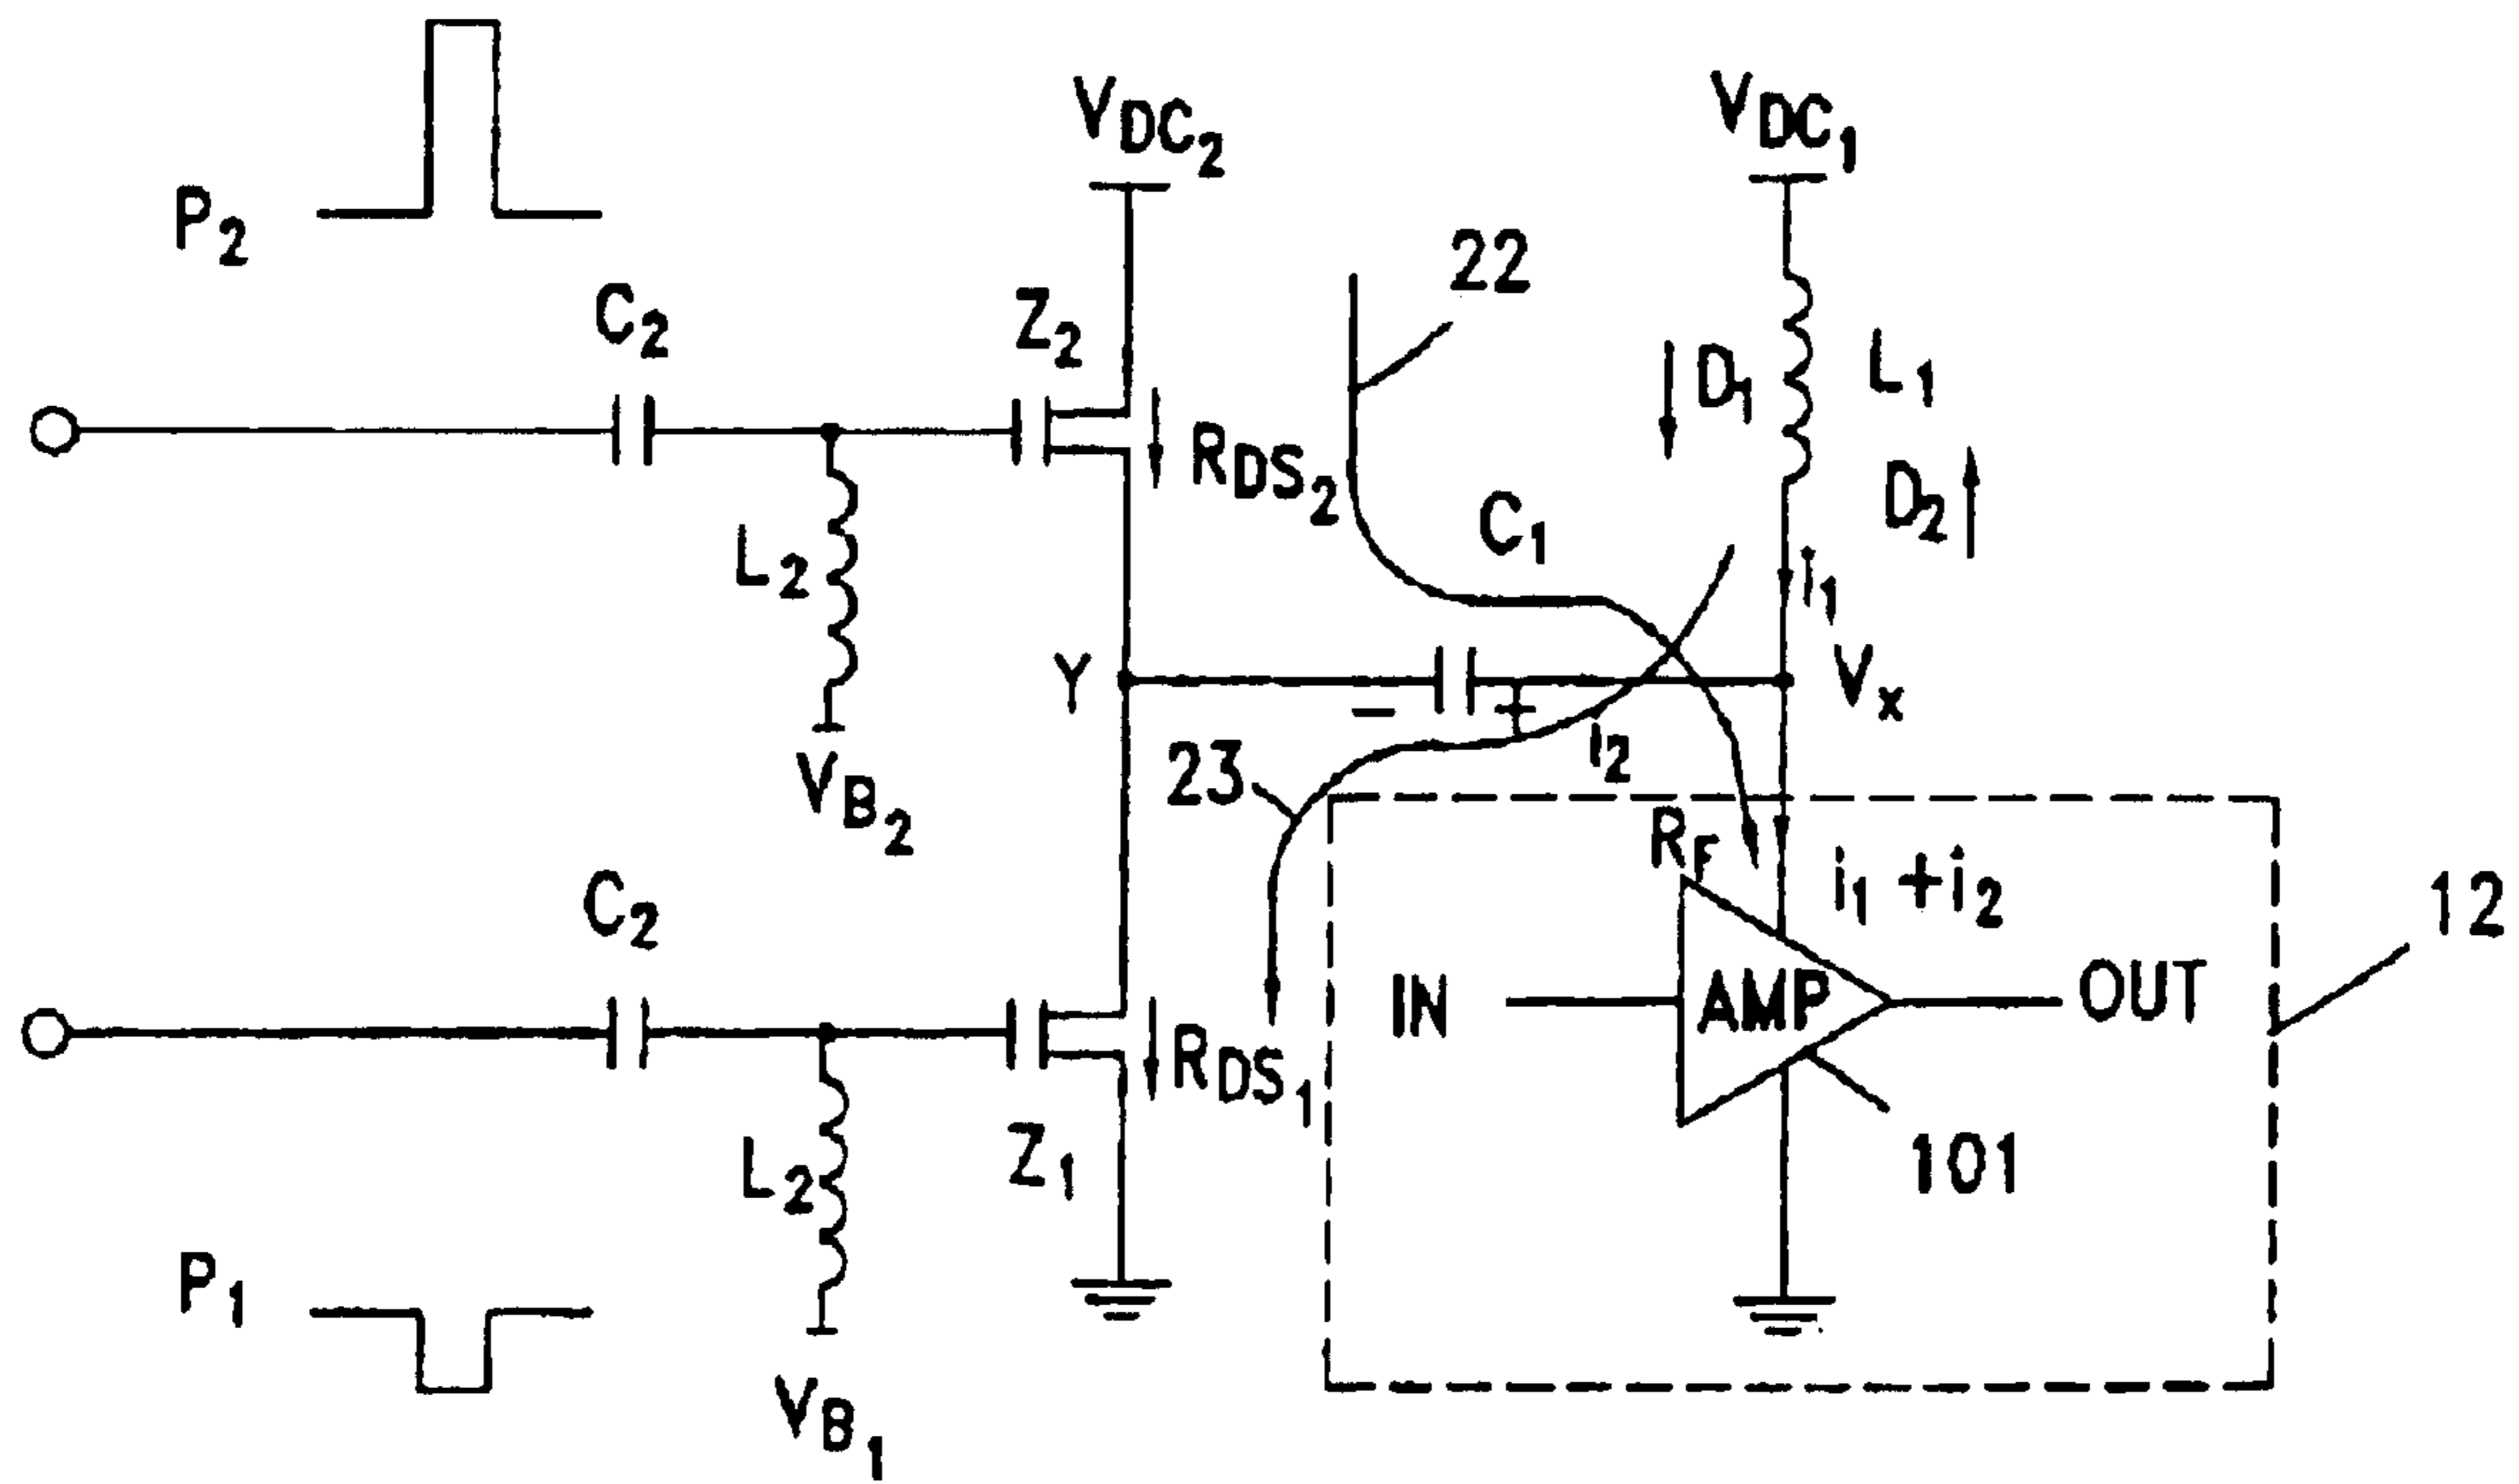 P2
VDC2
VDC1
22
C2
Z2
D1
L1
RDS2
D2
C1
L2
i1
Y
Vx
−
+
i2
23
VB2
RF
i1 +i2
12
C2
IN
AMP
OUT
RDS1
Z1
L2
101
P1
VB1